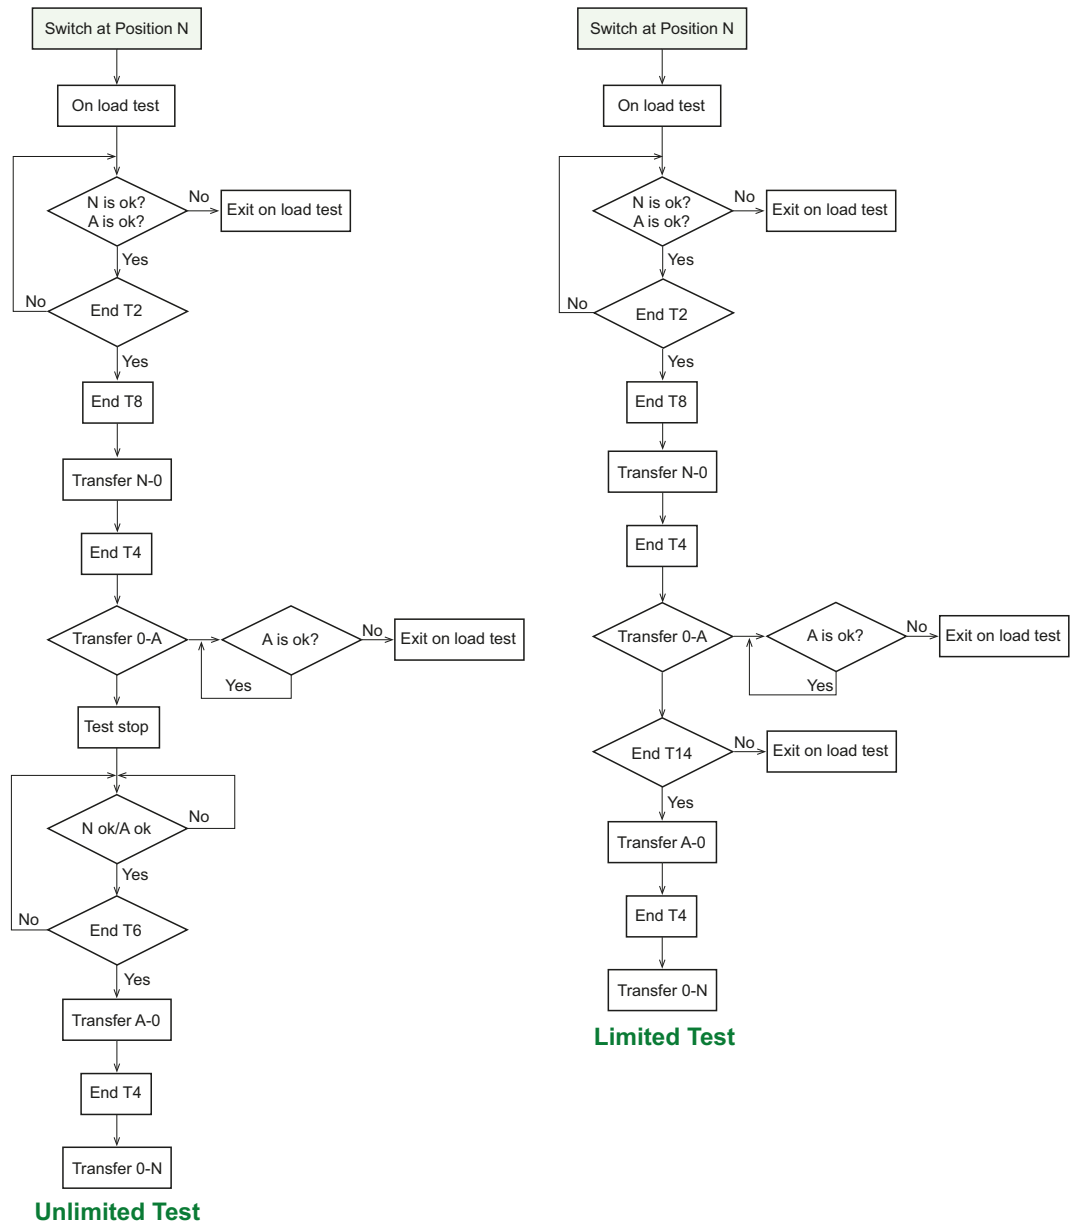 Switch at Position N
On load test
N is ok?
A is ok?
No
Exit on load test
Yes
End T2
No
Yes
End T8
Transfer N-0
End T4
Transfer 0-A
A is ok?
No
Exit on load test
Yes
Test stop
N ok/A ok
No
Yes
End T6
No
Yes
Transfer A-0
End T4
Transfer 0-N
Unlimited Test
Switch at Position N
On load test
N is ok?
A is ok?
No
Exit on load test
Yes
End T2
No
Yes
End T8
Transfer N-0
End T4
Transfer 0-A
A is ok?
No
Exit on load test
Yes
End T14
No
Exit on load test
Yes
Transfer A-0
End T4
Transfer 0-N
Limited Test